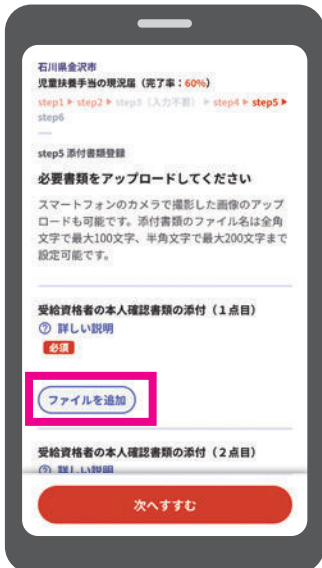 石川県金沢市
児童扶養手当の現況届（完了率：60%）
step1 ▶ step2 ▶ step3（入力不要） ▶ step4 ▶ step5 ▶
step6
step5 添付書類登録
必要書類をアップロードしてください
スマートフォンのカメラで撮影した画像のアップ
ロードも可能です。添付書類のファイル名は全角
文字で最大100文字、半角文字で最大200文字まで
設定可能です。
受給資格者の本人確認書類の添付（１点目）
? 詳しい説明
必須
ファイルを追加
受給資格者の本人確認書類の添付（２点目）
? 詳しい説明
次へすすむ